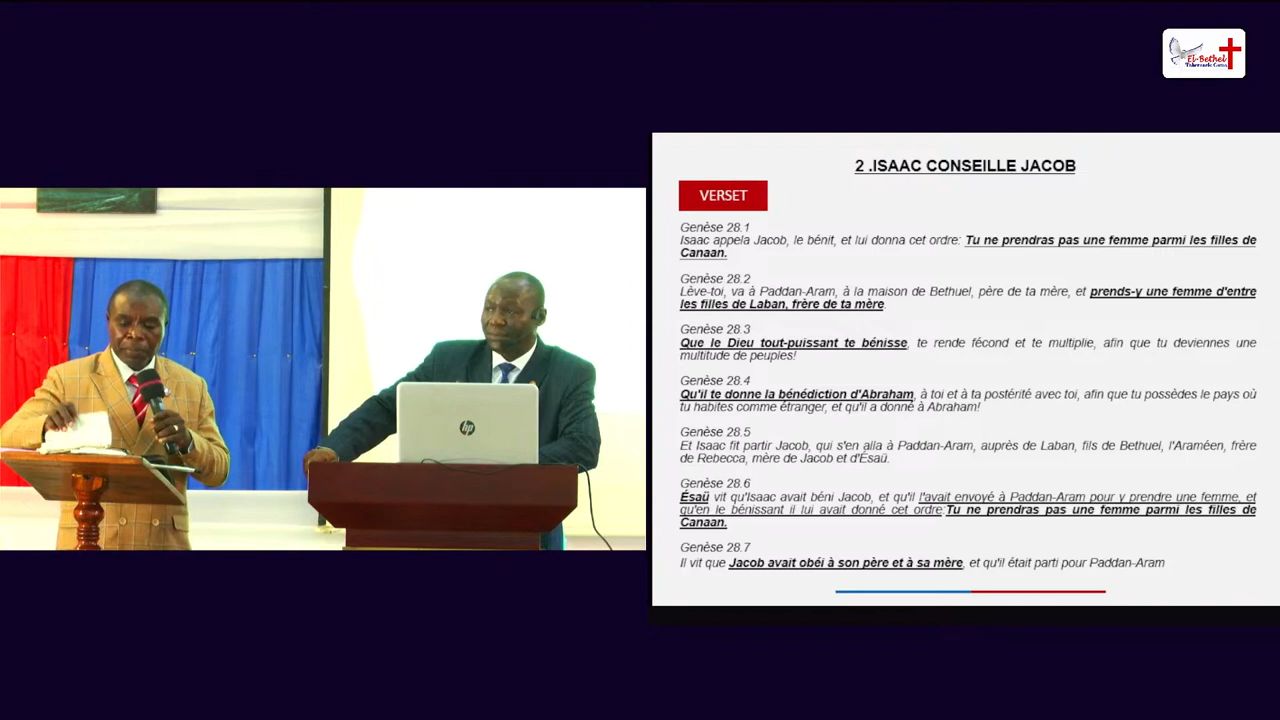 El-Bethel
Tabernacle Goma
2 .ISAAC CONSEILLE JACOB
VERSET
Genèse 28.1
Isaac appela Jacob, le bénit, et lui donna cet ordre: Tu ne prendras pas une femme parmi les filles de
Canaan.
Genèse 28.2
Lève-toi, va à Paddan-Aram, à la maison de Bethuel, père de ta mère, et prends-y une femme d'entre
les filles de Laban, frère de ta mère.
Genèse 28.3
Que le Dieu tout-puissant te bénisse, te rende fécond et te multiplie, afin que tu deviennes une
multitude de peuples!
Genèse 28.4
Qu'il te donne la bénédiction d'Abraham, à toi et à ta postérité avec toi, afin que tu possèdes le pays où
tu habites comme étranger, et qu'il a donné à Abraham!
Genèse 28.5
Et Isaac fit partir Jacob, qui s'en alla à Paddan-Aram, auprès de Laban, fils de Bethuel, l'Araméen, frère
de Rebecca, mère de Jacob et d'Ésaü.
Genèse 28.6
Ésaü vit qu'Isaac avait béni Jacob, et qu'il l'avait envoyé à Paddan-Aram pour y prendre une femme, et
qu'en le bénissant il lui avait donné cet ordre:Tu ne prendras pas une femme parmi les filles de
Canaan.
Genèse 28.7
Il vit que Jacob avait obéi à son père et à sa mère, et qu'il était parti pour Paddan-Aram
hp